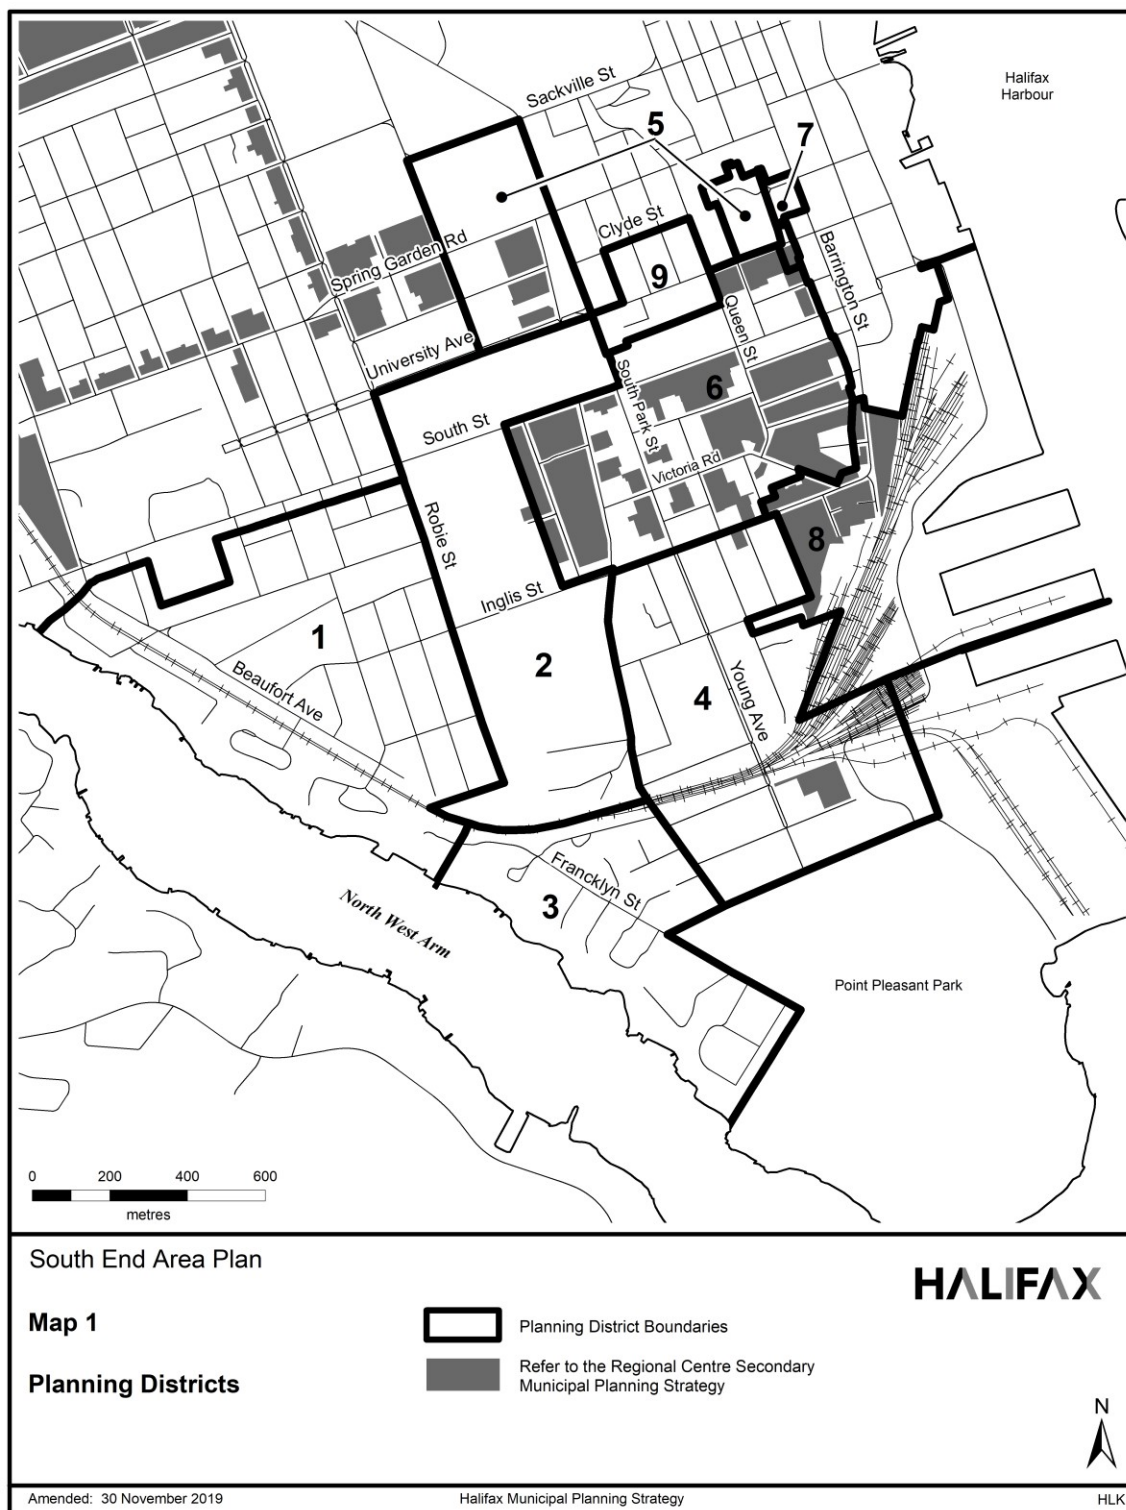 Sackville St
Halifax
Harbour
5
7
Clyde St
Spring Garden Rd
9
Barrington St
Queen St
University Ave
South Park St
6
South St
Victoria Rd
Robie St
8
Inglis St
1
2
Beaufort Ave
4
Young Ave
Francklyn St
3
North West Arm
Point Pleasant Park
0 200 400 600
metres
South End Area Plan
HALIFAX
Map 1
Planning District Boundaries
Refer to the Regional Centre Secondary
Municipal Planning Strategy
Planning Districts
N
Amended: 30 November 2019 Halifax Municipal Planning Strategy HLK